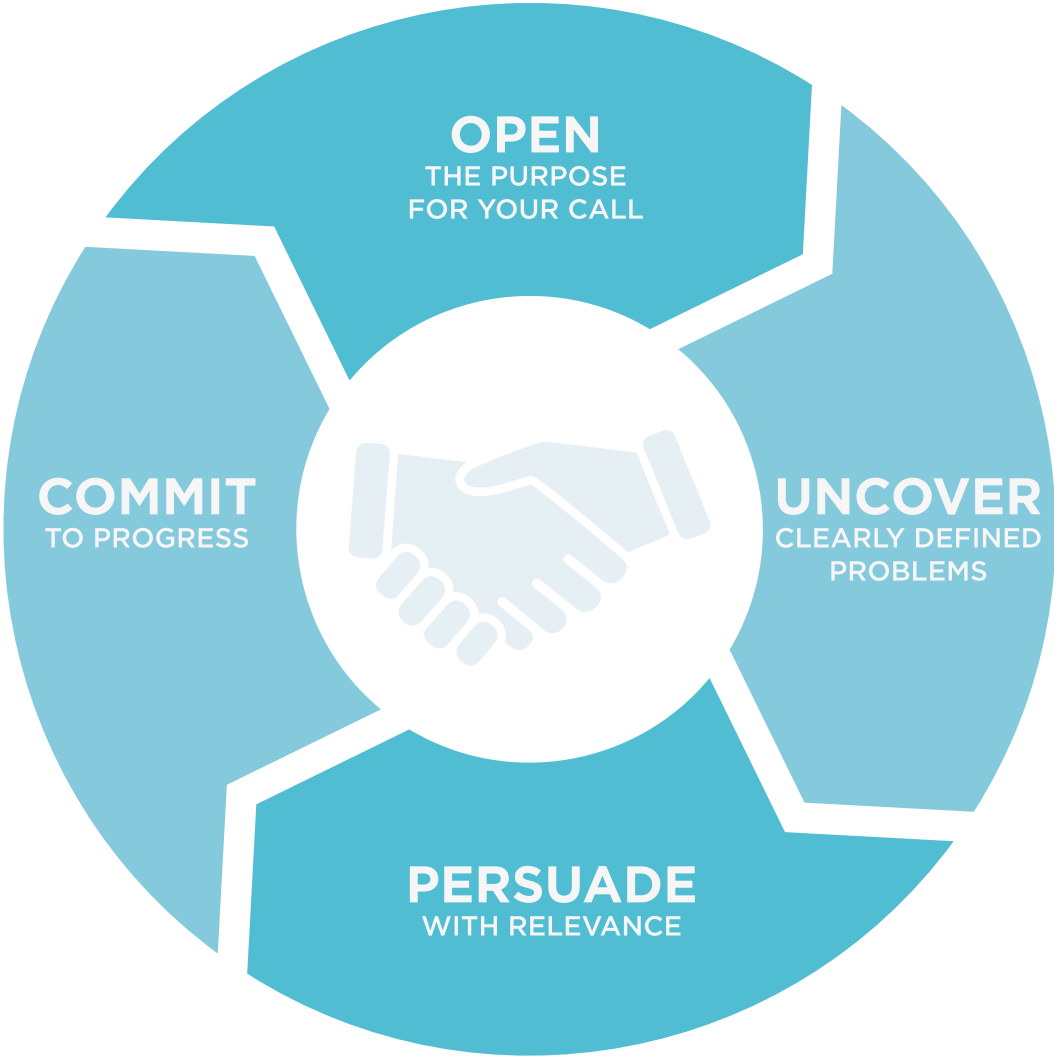 OPEN
THE PURPOSE
FOR YOUR CALL
UNCOVER
CLEARLY DEFINED
PROBLEMS
PERSUADE
WITH RELEVANCE
COMMIT
TO PROGRESS